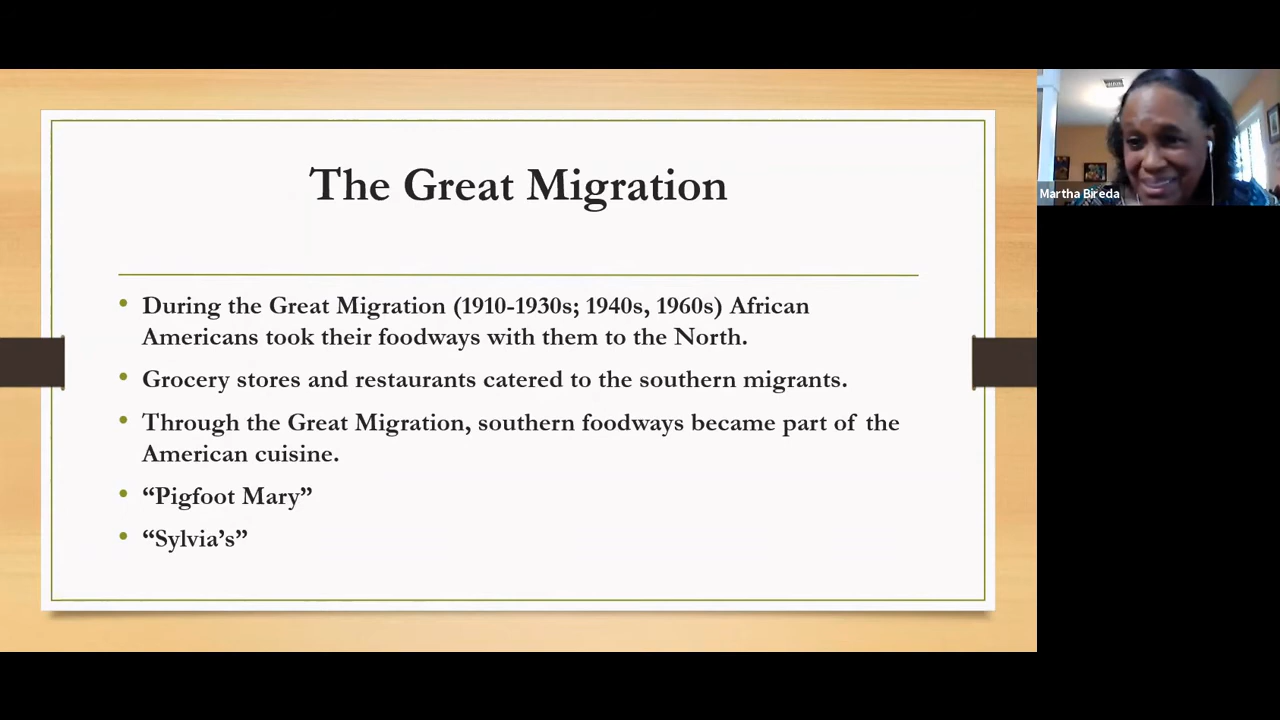 The Great Migration
• During the Great Migration (1910-1930s; 1940s, 1960s) African
Americans took their foodways with them to the North.
• Grocery stores and restaurants catered to the southern migrants.
• Through the Great Migration, southern foodways became part of the
American cuisine.
• “Pigfoot Mary”
• “Sylvia’s”
Martha Bireda